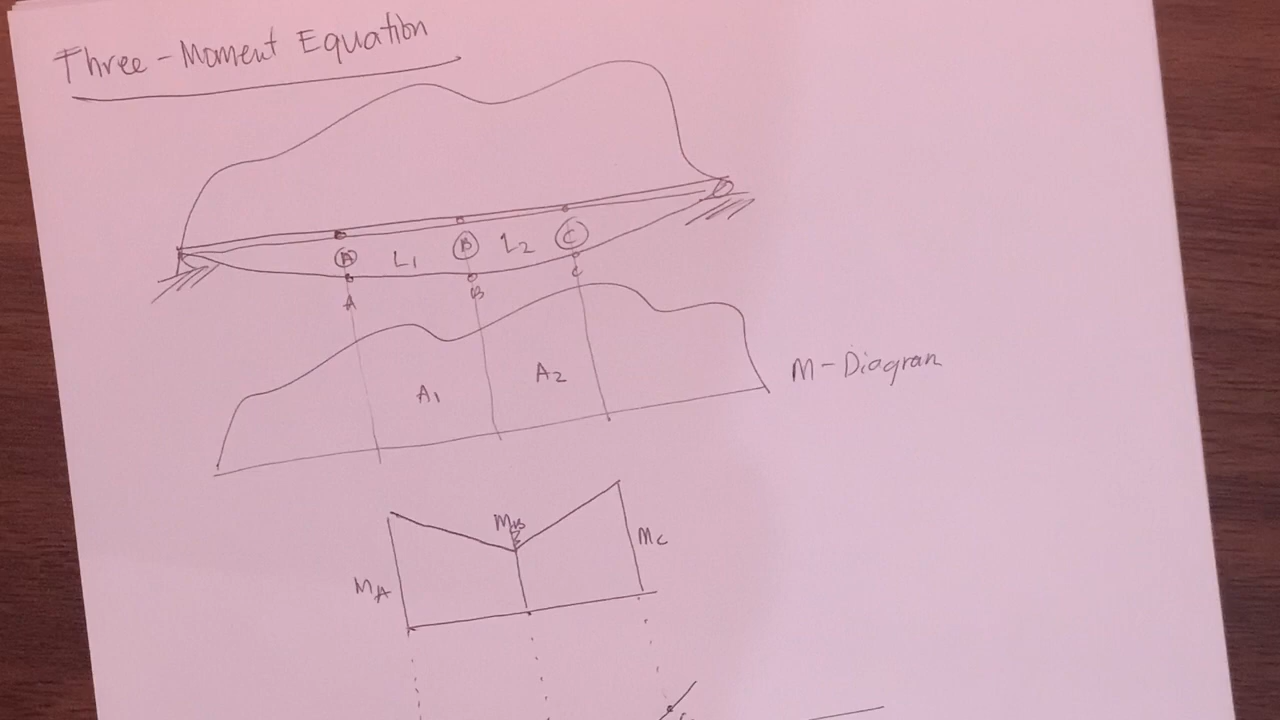 Three-Moment Equation
A L1 B L2 C
A B C
A1 A2
M-Diagram
MB
MA MC